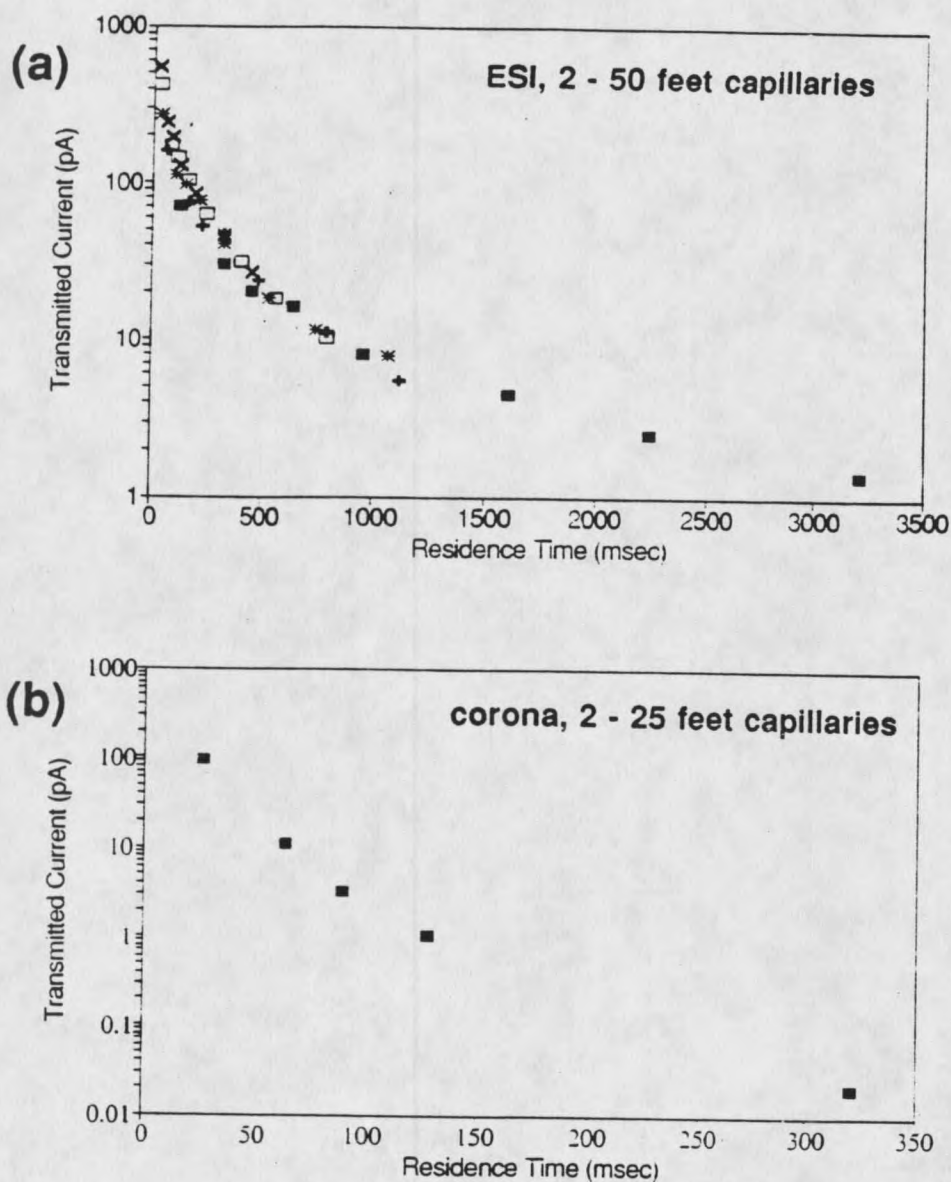 (a)
ESI, 2 - 50 feet capillaries
Transmitted Current (pA)
1000
100
10
1
0 500 1000 1500 2000 2500 3000 3500
Residence Time (msec)
(b)
corona, 2 - 25 feet capillaries
Transmitted Current (pA)
1000
100
10
1
0.1
0.01
0 50 100 150 200 250 300 350
Residence Time (msec)